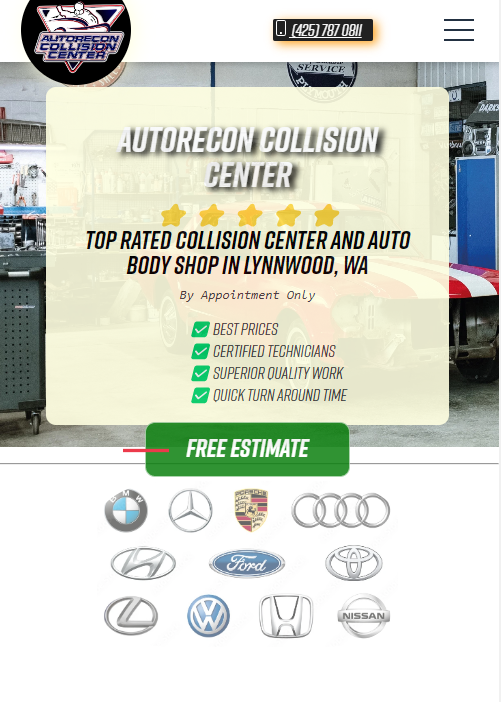 AUTORECON
COLLISION
CENTER
(425) 787 0811
SERVICE
PLYMOUTH
AUTORECON COLLISION
CENTER
TOP RATED COLLISION CENTER AND AUTO
BODY SHOP IN LYNNWOOD, WA
By Appointment Only
BEST PRICES
CERTIFIED TECHNICIANS
SUPERIOR QUALITY WORK
QUICK TURN AROUND TIME
FREE ESTIMATE
BMW
PORSCHE
Ford
NISSAN